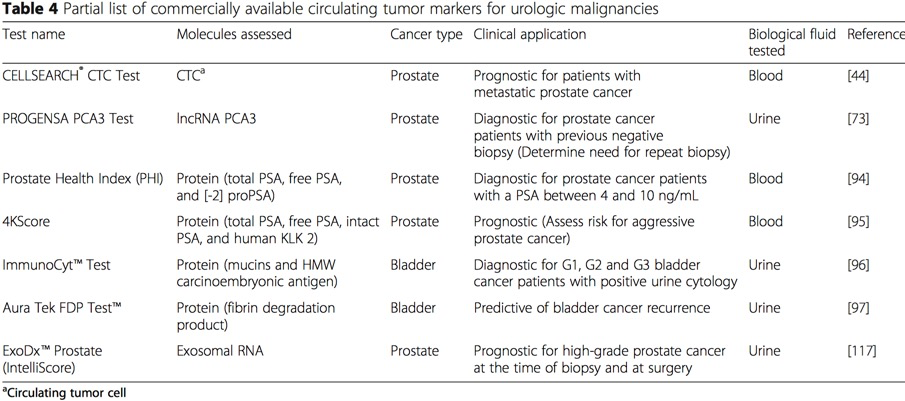 Table 4 Partial list of commercially available circulating tumor markers for urologic malignancies
Test name Molecules assessed Cancer type Clinical application Biological fluid tested Reference
CELLSEARCH® CTC Test CTCᵃ Prostate Prognostic for patients with metastatic prostate cancer Blood [44]
PROGENSA PCA3 Test lncRNA PCA3 Prostate Diagnostic for prostate cancer patients with previous negative biopsy (Determine need for repeat biopsy) Urine [73]
Prostate Health Index (PHI) Protein (total PSA, free PSA, and [-2] proPSA) Prostate Diagnostic for prostate cancer patients with a PSA between 4 and 10 ng/mL Blood [94]
4KScore Protein (total PSA, free PSA, intact PSA, and human KLK 2) Prostate Prognostic (Assess risk for aggressive prostate cancer) Blood [95]
ImmunoCyt™ Test Protein (mucins and HMW carcinoembryonic antigen) Bladder Diagnostic for G1, G2 and G3 bladder cancer patients with positive urine cytology Urine [96]
Aura Tek FDP Test™ Protein (fibrin degradation product) Bladder Predictive of bladder cancer recurrence Urine [97]
ExoDx™ Prostate (IntelliScore) Exosomal RNA Prostate Prognostic for high-grade prostate cancer at the time of biopsy and at surgery Urine [117]
ᵃCirculating tumor cell